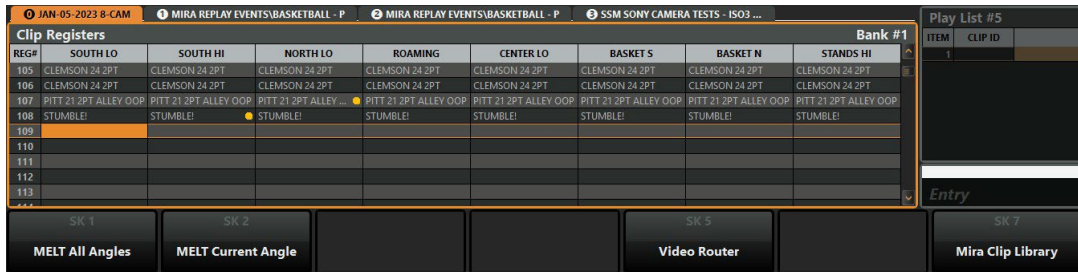 0 JAN-05-2023 8-CAM 1 MIRA REPLAY EVENTS\BASKETBALL - P 2 MIRA REPLAY EVENTS\BASKETBALL - P 3 SSM SONY CAMERA TESTS - ISO3 ...
Clip Registers Bank #1
REG# SOUTH LO SOUTH HI NORTH LO ROAMING CENTER LO BASKET S BASKET N STANDS HI
105 CLEMSON 24 2PT CLEMSON 24 2PT CLEMSON 24 2PT CLEMSON 24 2PT CLEMSON 24 2PT CLEMSON 24 2PT CLEMSON 24 2PT CLEMSON 24 2PT
106 CLEMSON 24 2PT CLEMSON 24 2PT CLEMSON 24 2PT CLEMSON 24 2PT CLEMSON 24 2PT CLEMSON 24 2PT CLEMSON 24 2PT CLEMSON 24 2PT
107 PITT 21 2PT ALLEY OOP PITT 21 2PT ALLEY OOP PITT 21 2PT ALLEY ... PITT 21 2PT ALLEY OOP PITT 21 2PT ALLEY OOP PITT 21 2PT ALLEY OOP PITT 21 2PT ALLEY OOP PITT 21 2PT ALLEY OOP
108 STUMBLE! STUMBLE! STUMBLE! STUMBLE! STUMBLE! STUMBLE! STUMBLE! STUMBLE!
109
110
111
112
113
Play List #5
ITEM CLIP ID
1
Entry
SK 1 SK 2 SK 5 SK 7
MELT All Angles MELT Current Angle Video Router Mira Clip Library